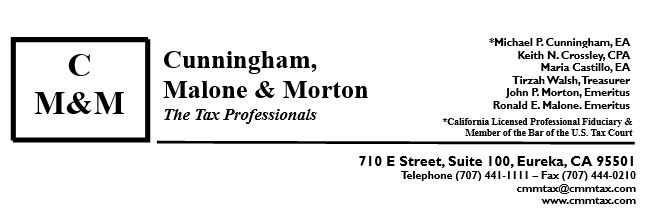 C
M&M
Cunningham,
Malone & Morton
The Tax Professionals
*Michael P. Cunningham, EA
Keith N. Crossley, CPA
Maria Castillo, EA
Tirzah Walsh, Treasurer
John P. Morton, Emeritus
Ronald E. Malone. Emeritus
*California Licensed Professional Fiduciary &
Member of the Bar of the U.S. Tax Court
710 E Street, Suite 100, Eureka, CA 95501
Telephone (707) 441-1111 – Fax (707) 444-0210
cmmtax@cmmtax.com
www.cmmtax.com